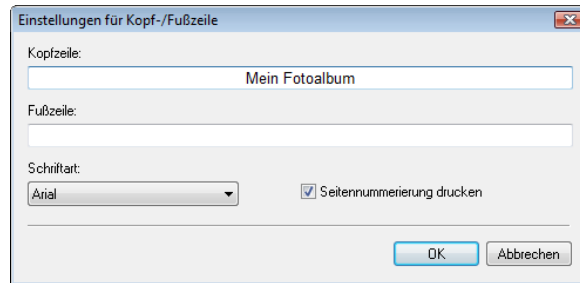 Einstellungen für Kopf-/Fußzeile
Kopfzeile:
Mein Fotoalbum
Fußzeile:
Schriftart:
Arial
Seitennummerierung drucken
OK
Abbrechen